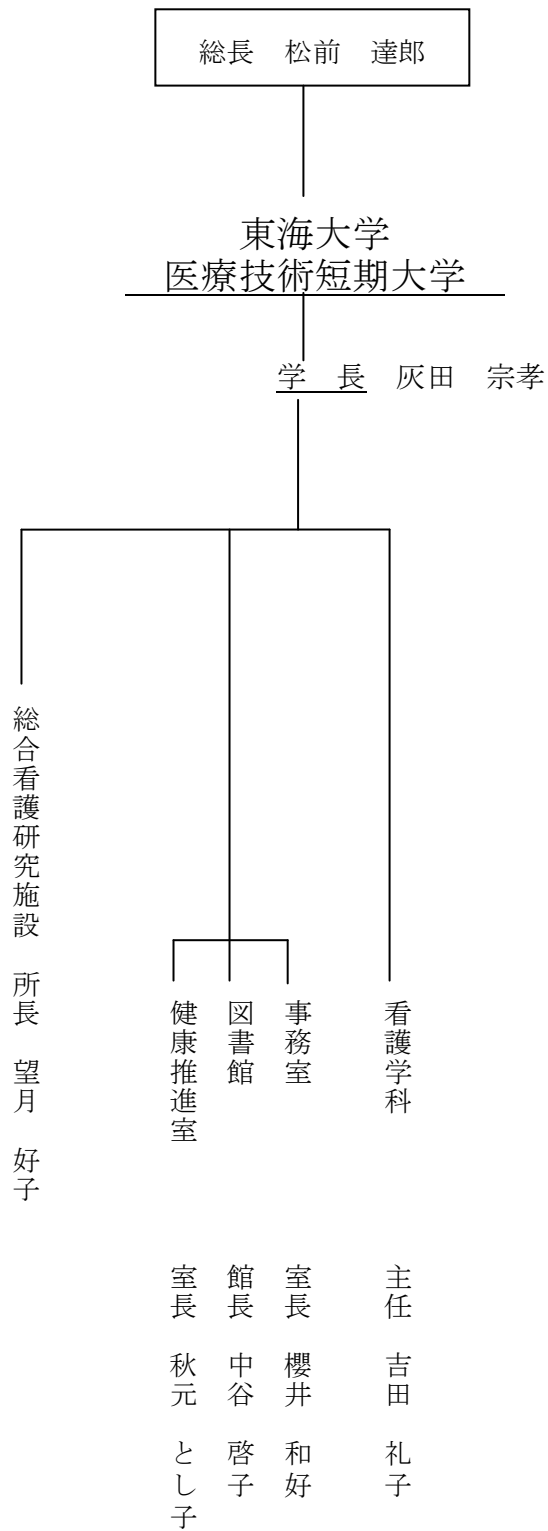 総長　松前　達郎
東海大学
医療技術短期大学
学　長　灰田　宗孝
看護学科　主任　吉田　礼子
事務室　室長　櫻井　和好
図書館　館長　中谷　啓子
健康推進室　室長　秋元　とし子
総合看護研究施設　所長　望月　好子